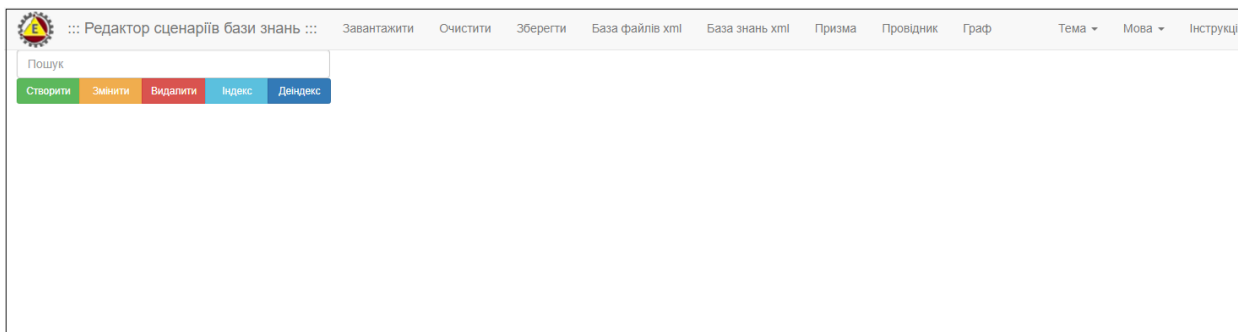 E
::: Редактор сценаріїв бази знань ::: Завантажити Очистити Зберегти База файлів xml База знань xml Призма Провідник Граф Тема Мова Інструкці
Пошук
Створити Змінити Видалити Індекс Деіндекс